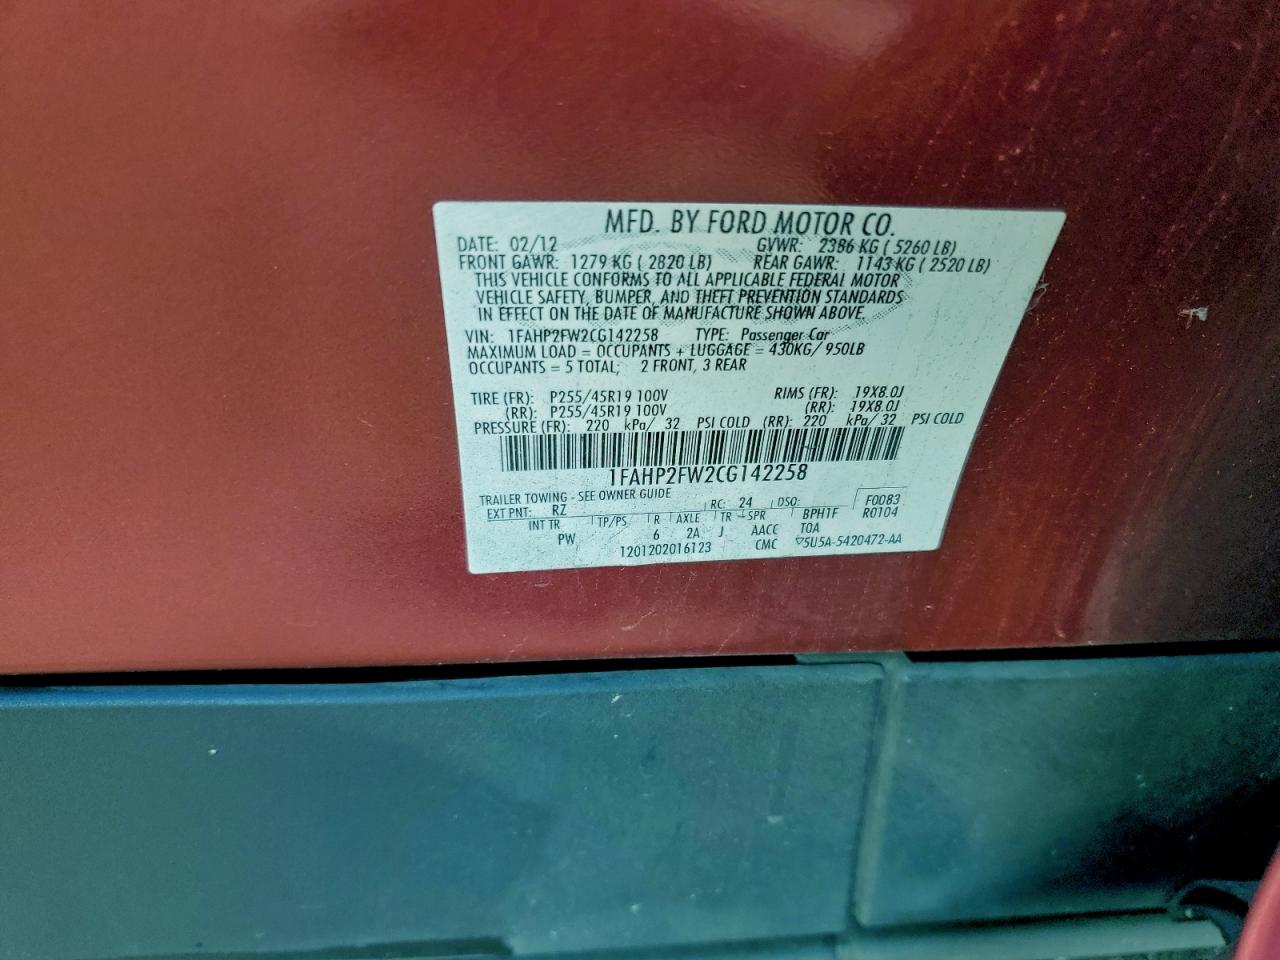 MFD. BY FORD MOTOR CO.
DATE: 02/12 GVWR: 2386 KG ( 5260 LB)
FRONT GAWR: 1279 KG ( 2820 LB) REAR GAWR: 1143 KG ( 2520 LB)
THIS VEHICLE CONFORMS TO ALL APPLICABLE FEDERAL MOTOR
VEHICLE SAFETY, BUMPER, AND THEFT PREVENTION STANDARDS
IN EFFECT ON THE DATE OF MANUFACTURE SHOWN ABOVE.
VIN: 1FAHP2FW2CG142258 TYPE: Passenger Car
MAXIMUM LOAD = OCCUPANTS + LUGGAGE = 430KG/ 950LB
OCCUPANTS = 5 TOTAL; 2 FRONT, 3 REAR
TIRE (FR): P255/45R19 100V RIMS (FR): 19X8.0J
(RR): P255/45R19 100V (RR): 19X8.0J
PRESSURE (FR): 220 kPa/ 32 PSI COLD (RR): 220 kPa/ 32 PSI COLD
1FAHP2FW2CG142258
TRAILER TOWING - SEE OWNER GUIDE F0083
EXT PNT: RZ RC: 24 DSO: R0104
INT TR TP/PS R AXLE TR SPR BPH1F
PW 6 2A J AACC TOA
1201202016123 CMC ▽5U5A-5420472-AA